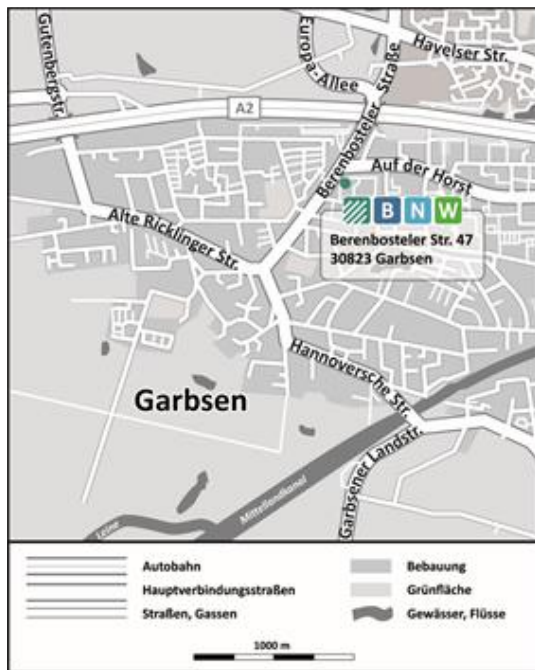 Gutenbergstr.
Europa-Allee
Havelser Str.
Berenbosteler Straße
A2
Auf der Horst
B N W
Berenbosteler Str. 47
30823 Garbsen
Alte Ricklinger Str.
Hannoversche Str.
Garbsen
Garbsener Landstr.
Mittellandkanal
Leine
Autobahn
Bebauung
Hauptverbindungsstraßen
Grünfläche
Straßen, Gassen
Gewässer, Flüsse
1000 m